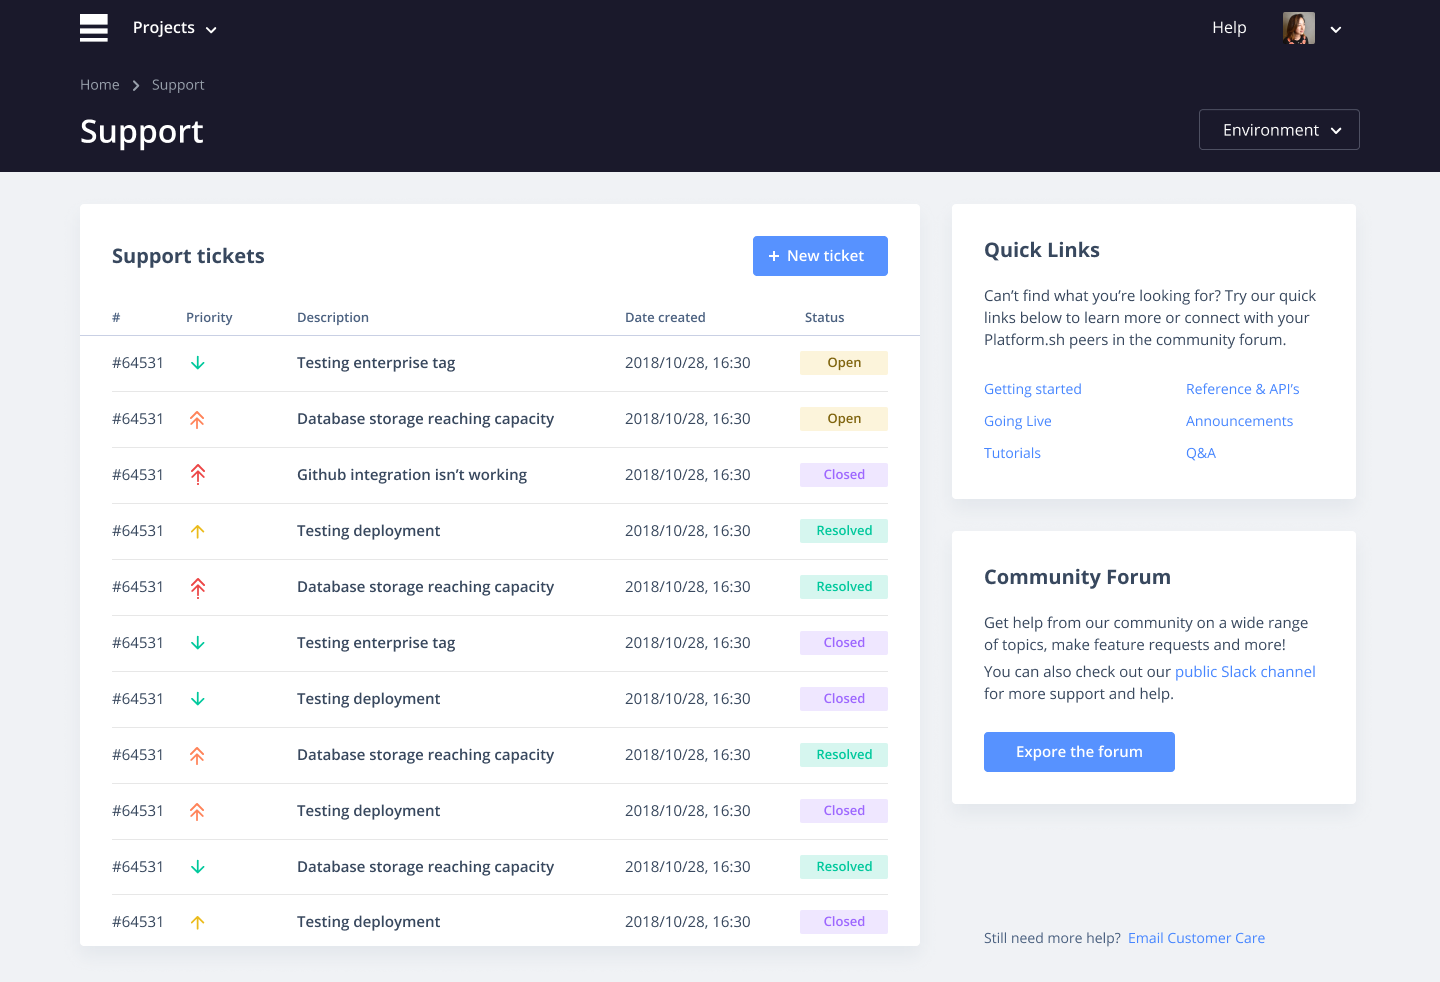 Projects
Help
Home
Support
Support
Environment
Support tickets
+ New ticket
# Priority Description Date created Status
#64531 Testing enterprise tag 2018/10/28, 16:30 Open
#64531 Database storage reaching capacity 2018/10/28, 16:30 Open
#64531 Github integration isn’t working 2018/10/28, 16:30 Closed
#64531 Testing deployment 2018/10/28, 16:30 Resolved
#64531 Database storage reaching capacity 2018/10/28, 16:30 Resolved
#64531 Testing enterprise tag 2018/10/28, 16:30 Closed
#64531 Testing deployment 2018/10/28, 16:30 Closed
#64531 Database storage reaching capacity 2018/10/28, 16:30 Resolved
#64531 Testing deployment 2018/10/28, 16:30 Closed
#64531 Database storage reaching capacity 2018/10/28, 16:30 Resolved
#64531 Testing deployment 2018/10/28, 16:30 Closed
Quick Links
Can’t find what you’re looking for? Try our quick
links below to learn more or connect with your
Platform.sh peers in the community forum.
Getting started Reference & API’s
Going Live Announcements
Tutorials Q&A
Community Forum
Get help from our community on a wide range
of topics, make feature requests and more!
You can also check out our public Slack channel
for more support and help.
Expore the forum
Still need more help? Email Customer Care